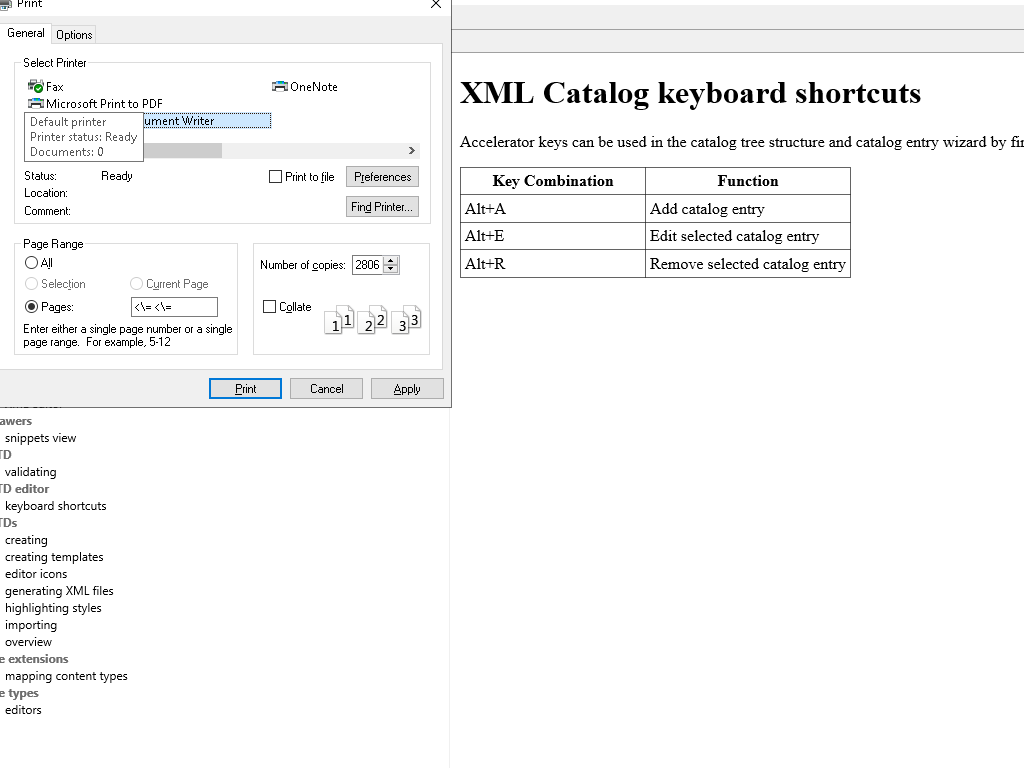 Print
General
Options
Select Printer
Fax
OneNote
Microsoft Print to PDF
ument Writer
Default printer
Printer status: Ready
Documents: 0
Status:
Ready
Print to file
Preferences
Location:
Comment:
Find Printer...
Page Range
All
Selection
Current Page
Pages:
<\= <\=
Enter either a single page number or a single
page range. For example, 5-12
Number of copies:
2806
Collate
1 1 2 2 3 3
Print
Cancel
Apply
awers
snippets view
TD
validating
TD editor
keyboard shortcuts
TDs
creating
creating templates
editor icons
generating XML files
highlighting styles
importing
overview
e extensions
mapping content types
e types
editors
XML Catalog keyboard shortcuts
Accelerator keys can be used in the catalog tree structure and catalog entry wizard by fir
Key Combination
Function
Alt+A
Add catalog entry
Alt+E
Edit selected catalog entry
Alt+R
Remove selected catalog entry